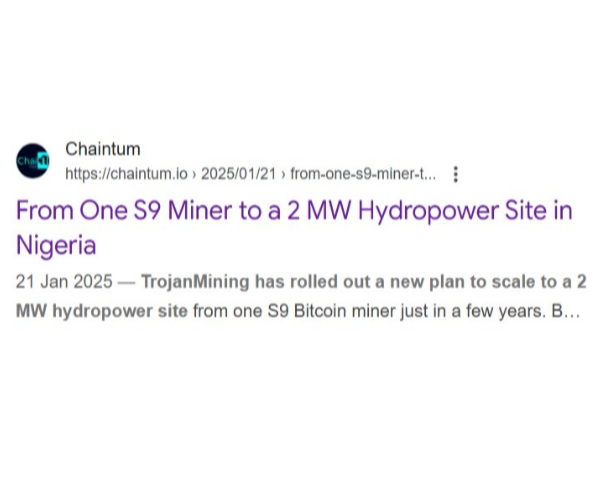 Chaintum
https://chaintum.io › 2025/01/21 › from-one-s9-miner-t...
From One S9 Miner to a 2 MW Hydropower Site in
Nigeria
21 Jan 2025 — TrojanMining has rolled out a new plan to scale to a 2
MW hydropower site from one S9 Bitcoin miner just in a few years. B...